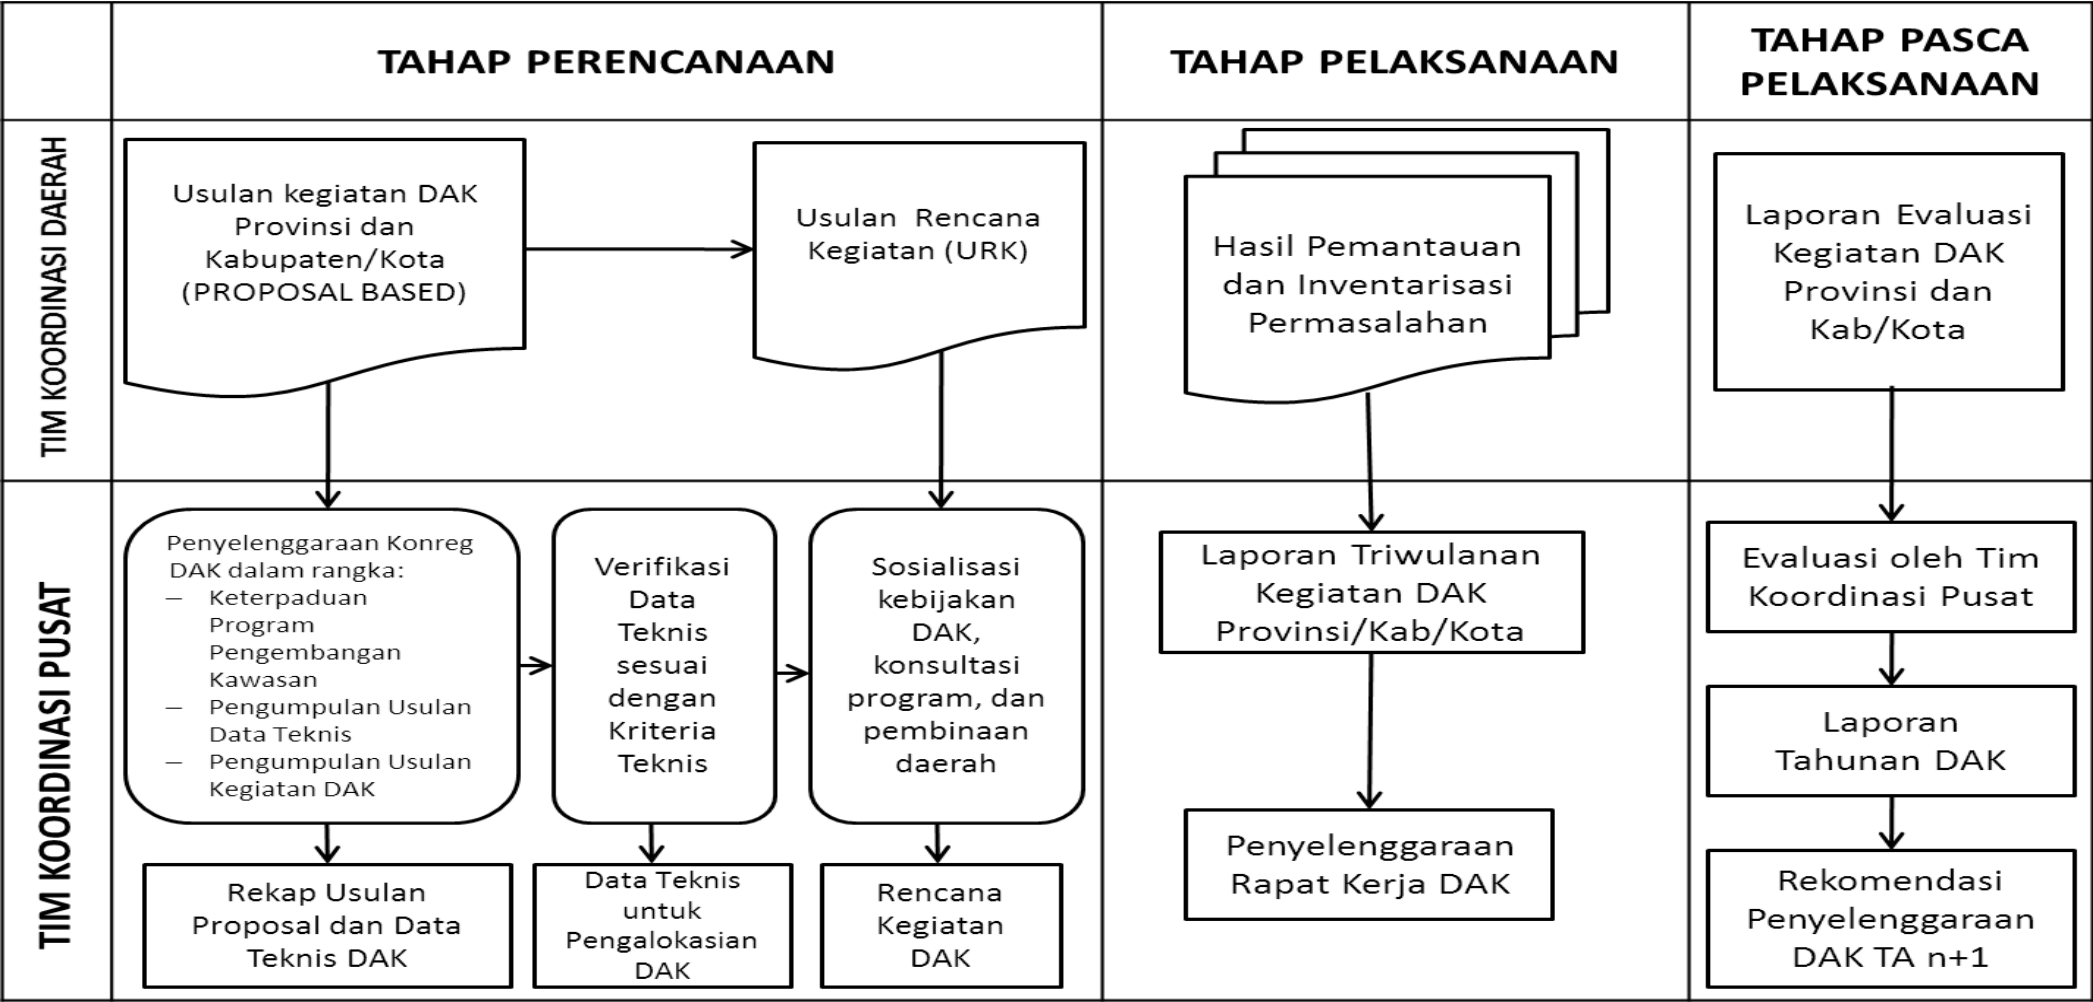 TAHAP PERENCANAAN
TAHAP PELAKSANAAN
TAHAP PASCA
PELAKSANAAN
TIM KOORDINASI DAERAH
Usulan kegiatan DAK
Provinsi dan
Kabupaten/Kota
(PROPOSAL BASED)
Usulan Rencana
Kegiatan (URK)
Hasil Pemantauan
dan Inventarisasi
Permasalahan
Laporan Evaluasi
Kegiatan DAK
Provinsi dan
Kab/Kota
TIM KOORDINASI PUSAT
Penyelenggaraan Konreg
DAK dalam rangka:
– Keterpaduan
Program
Pengembangan
Kawasan
– Pengumpulan Usulan
Data Teknis
– Pengumpulan Usulan
Kegiatan DAK
Verifikasi
Data
Teknis
sesuai
dengan
Kriteria
Teknis
Sosialisasi
kebijakan
DAK,
konsultasi
program, dan
pembinaan
daerah
Rekap Usulan
Proposal dan Data
Teknis DAK
Data Teknis
untuk
Pengalokasian
DAK
Rencana
Kegiatan
DAK
Laporan Triwulanan
Kegiatan DAK
Provinsi/Kab/Kota
Penyelenggaraan
Rapat Kerja DAK
Evaluasi oleh Tim
Koordinasi Pusat
Laporan
Tahunan DAK
Rekomendasi
Penyelenggaraan
DAK TA n+1